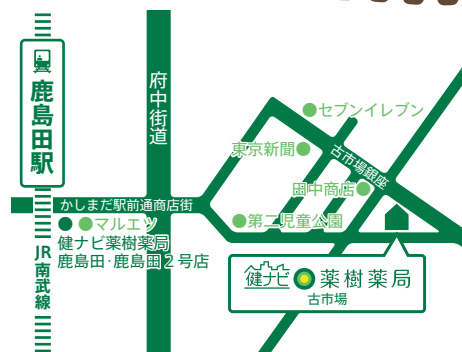 鹿島田駅
府中街道
セブンイレブン
東京新聞
古市場銀座
田中商店
かしまだ駅前通商店街
マルエツ
第二児童公園
健ナビ薬樹薬局
鹿島田･鹿島田２号店
JR南武線
健ナビ 薬樹薬局
古市場